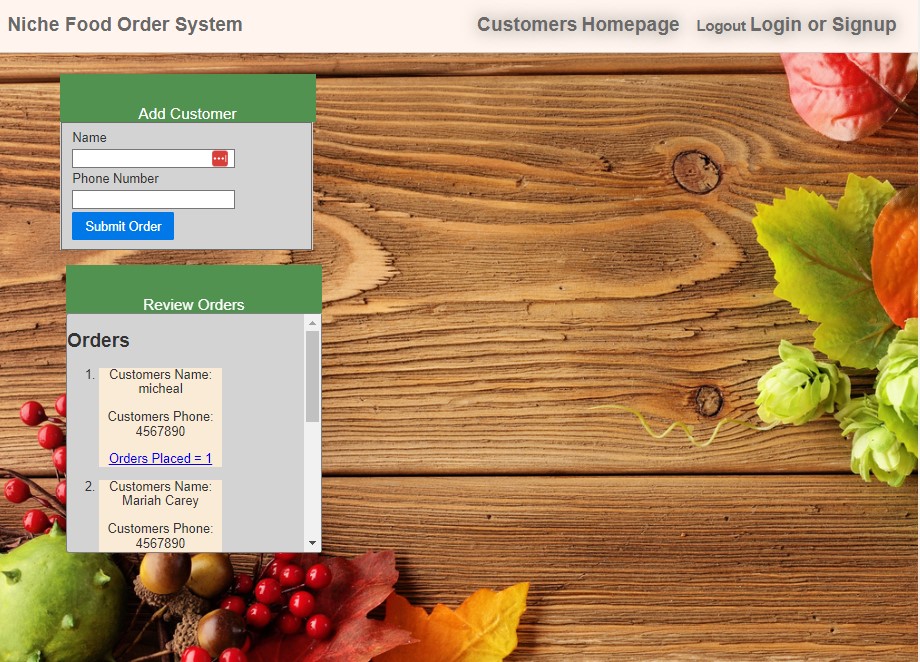 Niche Food Order System
Customers Homepage Logout Login or Signup
Add Customer
Name
Phone Number
Submit Order
Review Orders
Orders
1. Customers Name:
micheal
Customers Phone:
4567890
Orders Placed = 1
2. Customers Name:
Mariah Carey
Customers Phone:
4567890